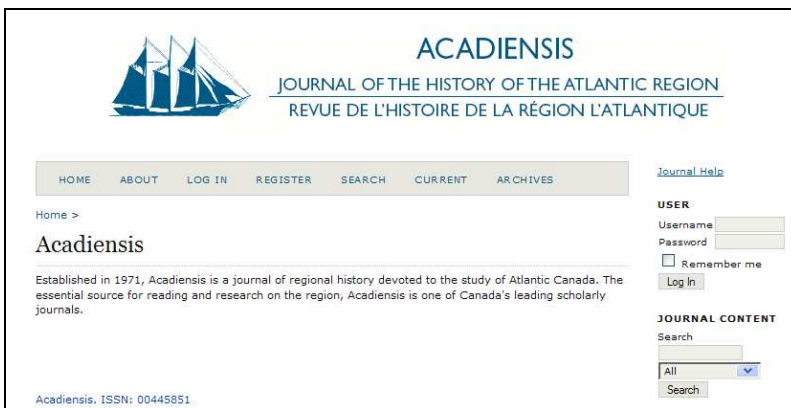 ACADIENSIS
JOURNAL OF THE HISTORY OF THE ATLANTIC REGION
REVUE DE L'HISTOIRE DE LA RÉGION L'ATLANTIQUE
HOME ABOUT LOG IN REGISTER SEARCH CURRENT ARCHIVES
Home >
Acadiensis
Established in 1971, Acadiensis is a journal of regional history devoted to the study of Atlantic Canada. The
essential source for reading and research on the region, Acadiensis is one of Canada's leading scholarly
journals.
Acadiensis. ISSN: 00445851
Journal Help
USER
Username
Password
Remember me
Log In
JOURNAL CONTENT
Search
All
Search